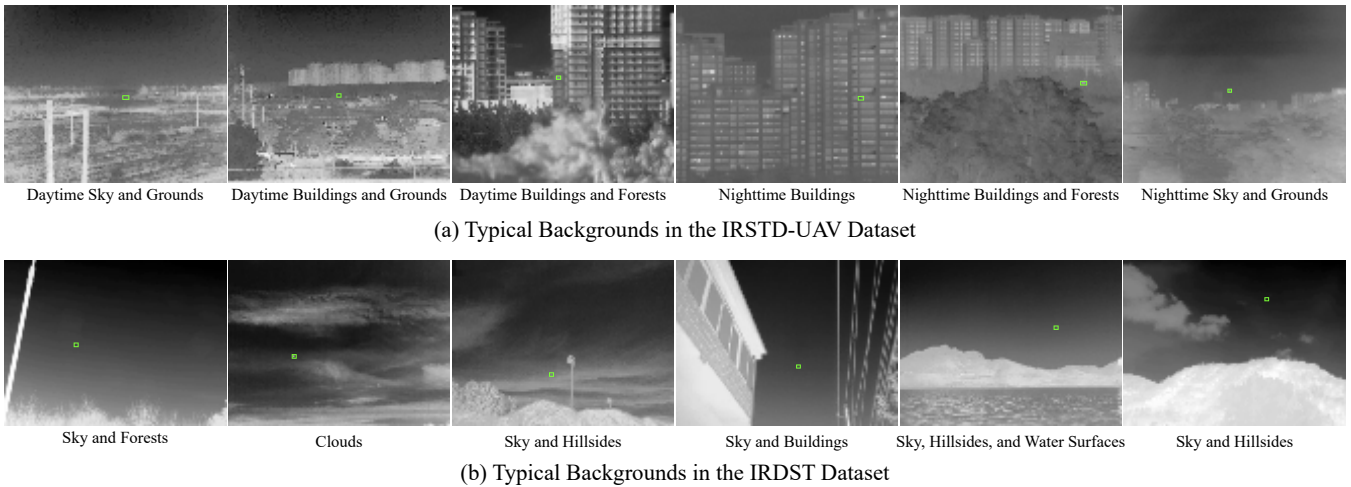 Daytime Sky and Grounds
Daytime Buildings and Grounds
Daytime Buildings and Forests
Nighttime Buildings
Nighttime Buildings and Forests
Nighttime Sky and Grounds
(a) Typical Backgrounds in the IRSTD-UAV Dataset
Sky and Forests
Clouds
Sky and Hillsides
Sky and Buildings
Sky, Hillsides, and Water Surfaces
Sky and Hillsides
(b) Typical Backgrounds in the IRDST Dataset